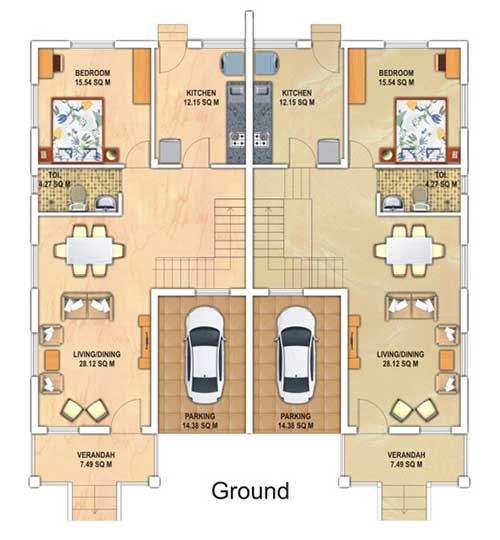 BEDROOM
15.54 SQ M
KITCHEN
12.15 SQ M
KITCHEN
12.15 SQ M
BEDROOM
15.54 SQ M
TOI.
4.27 SQ M
TOI.
4.27 SQ M
LIVING/DINING
28.12 SQ M
LIVING/DINING
28.12 SQ M
PARKING
14.38 SQ M
PARKING
14.38 SQ M
VERANDAH
7.49 SQ M
VERANDAH
7.49 SQ M
Ground